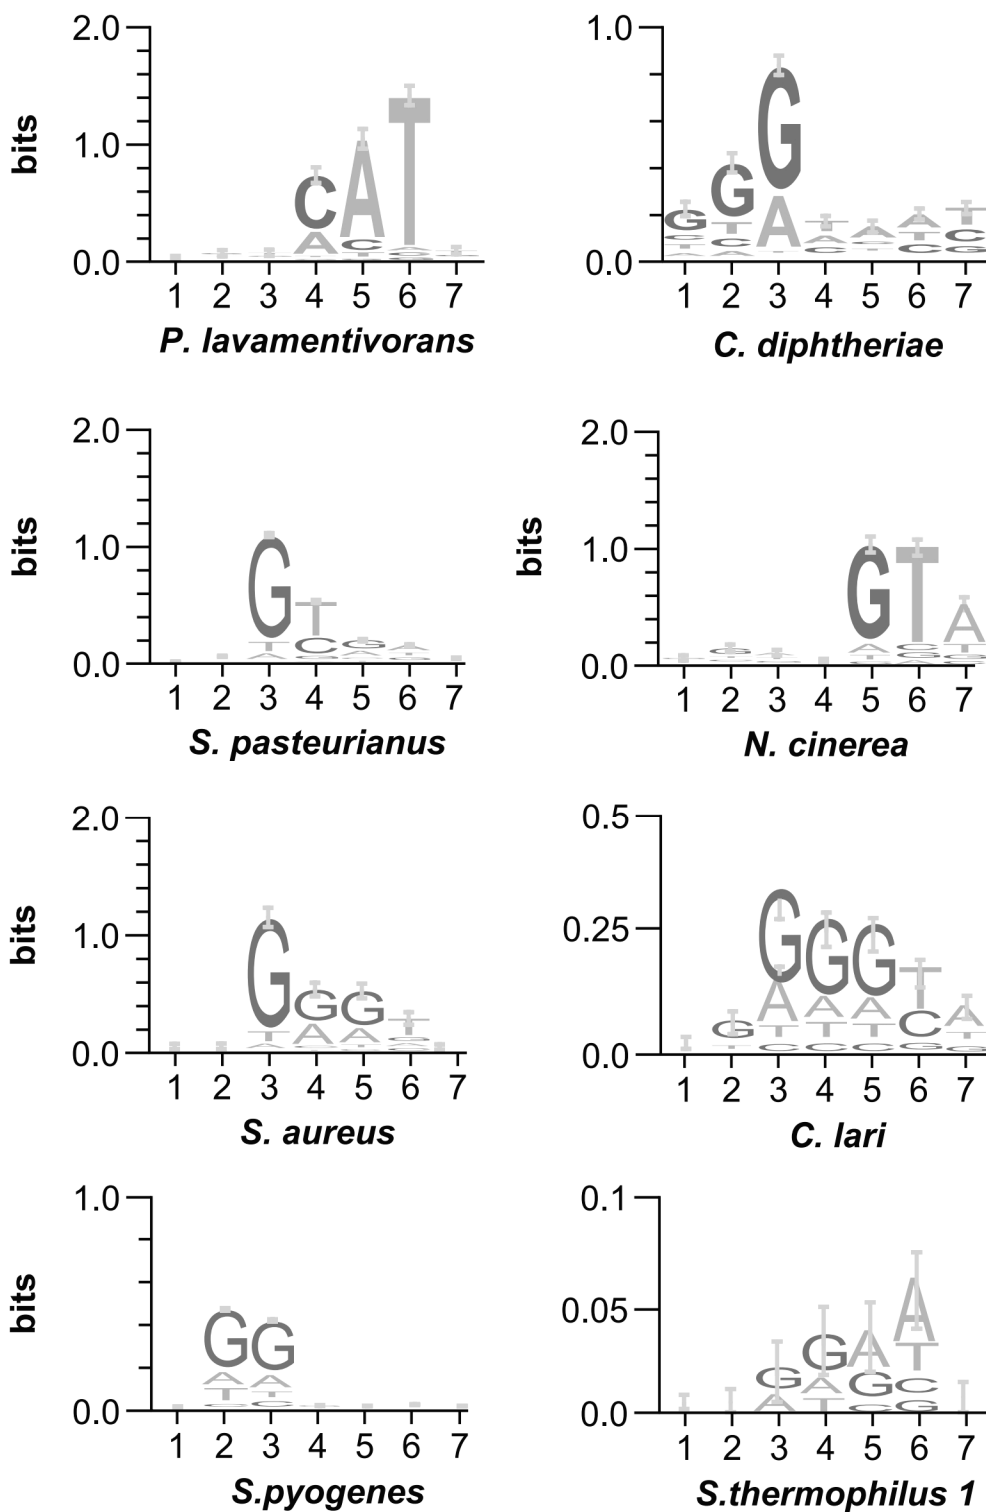 2.0
1.0
0.0
bits
C A T
A C
1 2 3 4 5 6 7
P. lavamentivorans
1.0
0.0
G G G T A A T
C T A A T C
T C C C G
A A
1 2 3 4 5 6 7
C. diphtheriae
2.0
1.0
0.0
bits
G T G A
T C A
A G
1 2 3 4 5 6 7
S. pasteurianus
2.0
1.0
0.0
bits
G T A
A C T
T G G
1 2 3 4 5 6 7
N. cinerea
2.0
1.0
0.0
bits
G G G T
T A A G
A T A
1 2 3 4 5 6 7
S. aureus
0.5
0.25
0.0
G G G G T A
A A A C T
T T T G G
C C C
1 2 3 4 5 6 7
C. lari
1.0
0.0
bits
G G
A A
T T
C C
1 2 3 4 5 6 7
S.pyogenes
0.1
0.05
0.0
G G A A
A A G T
T C C
G
1 2 3 4 5 6 7
S.thermophilus 1